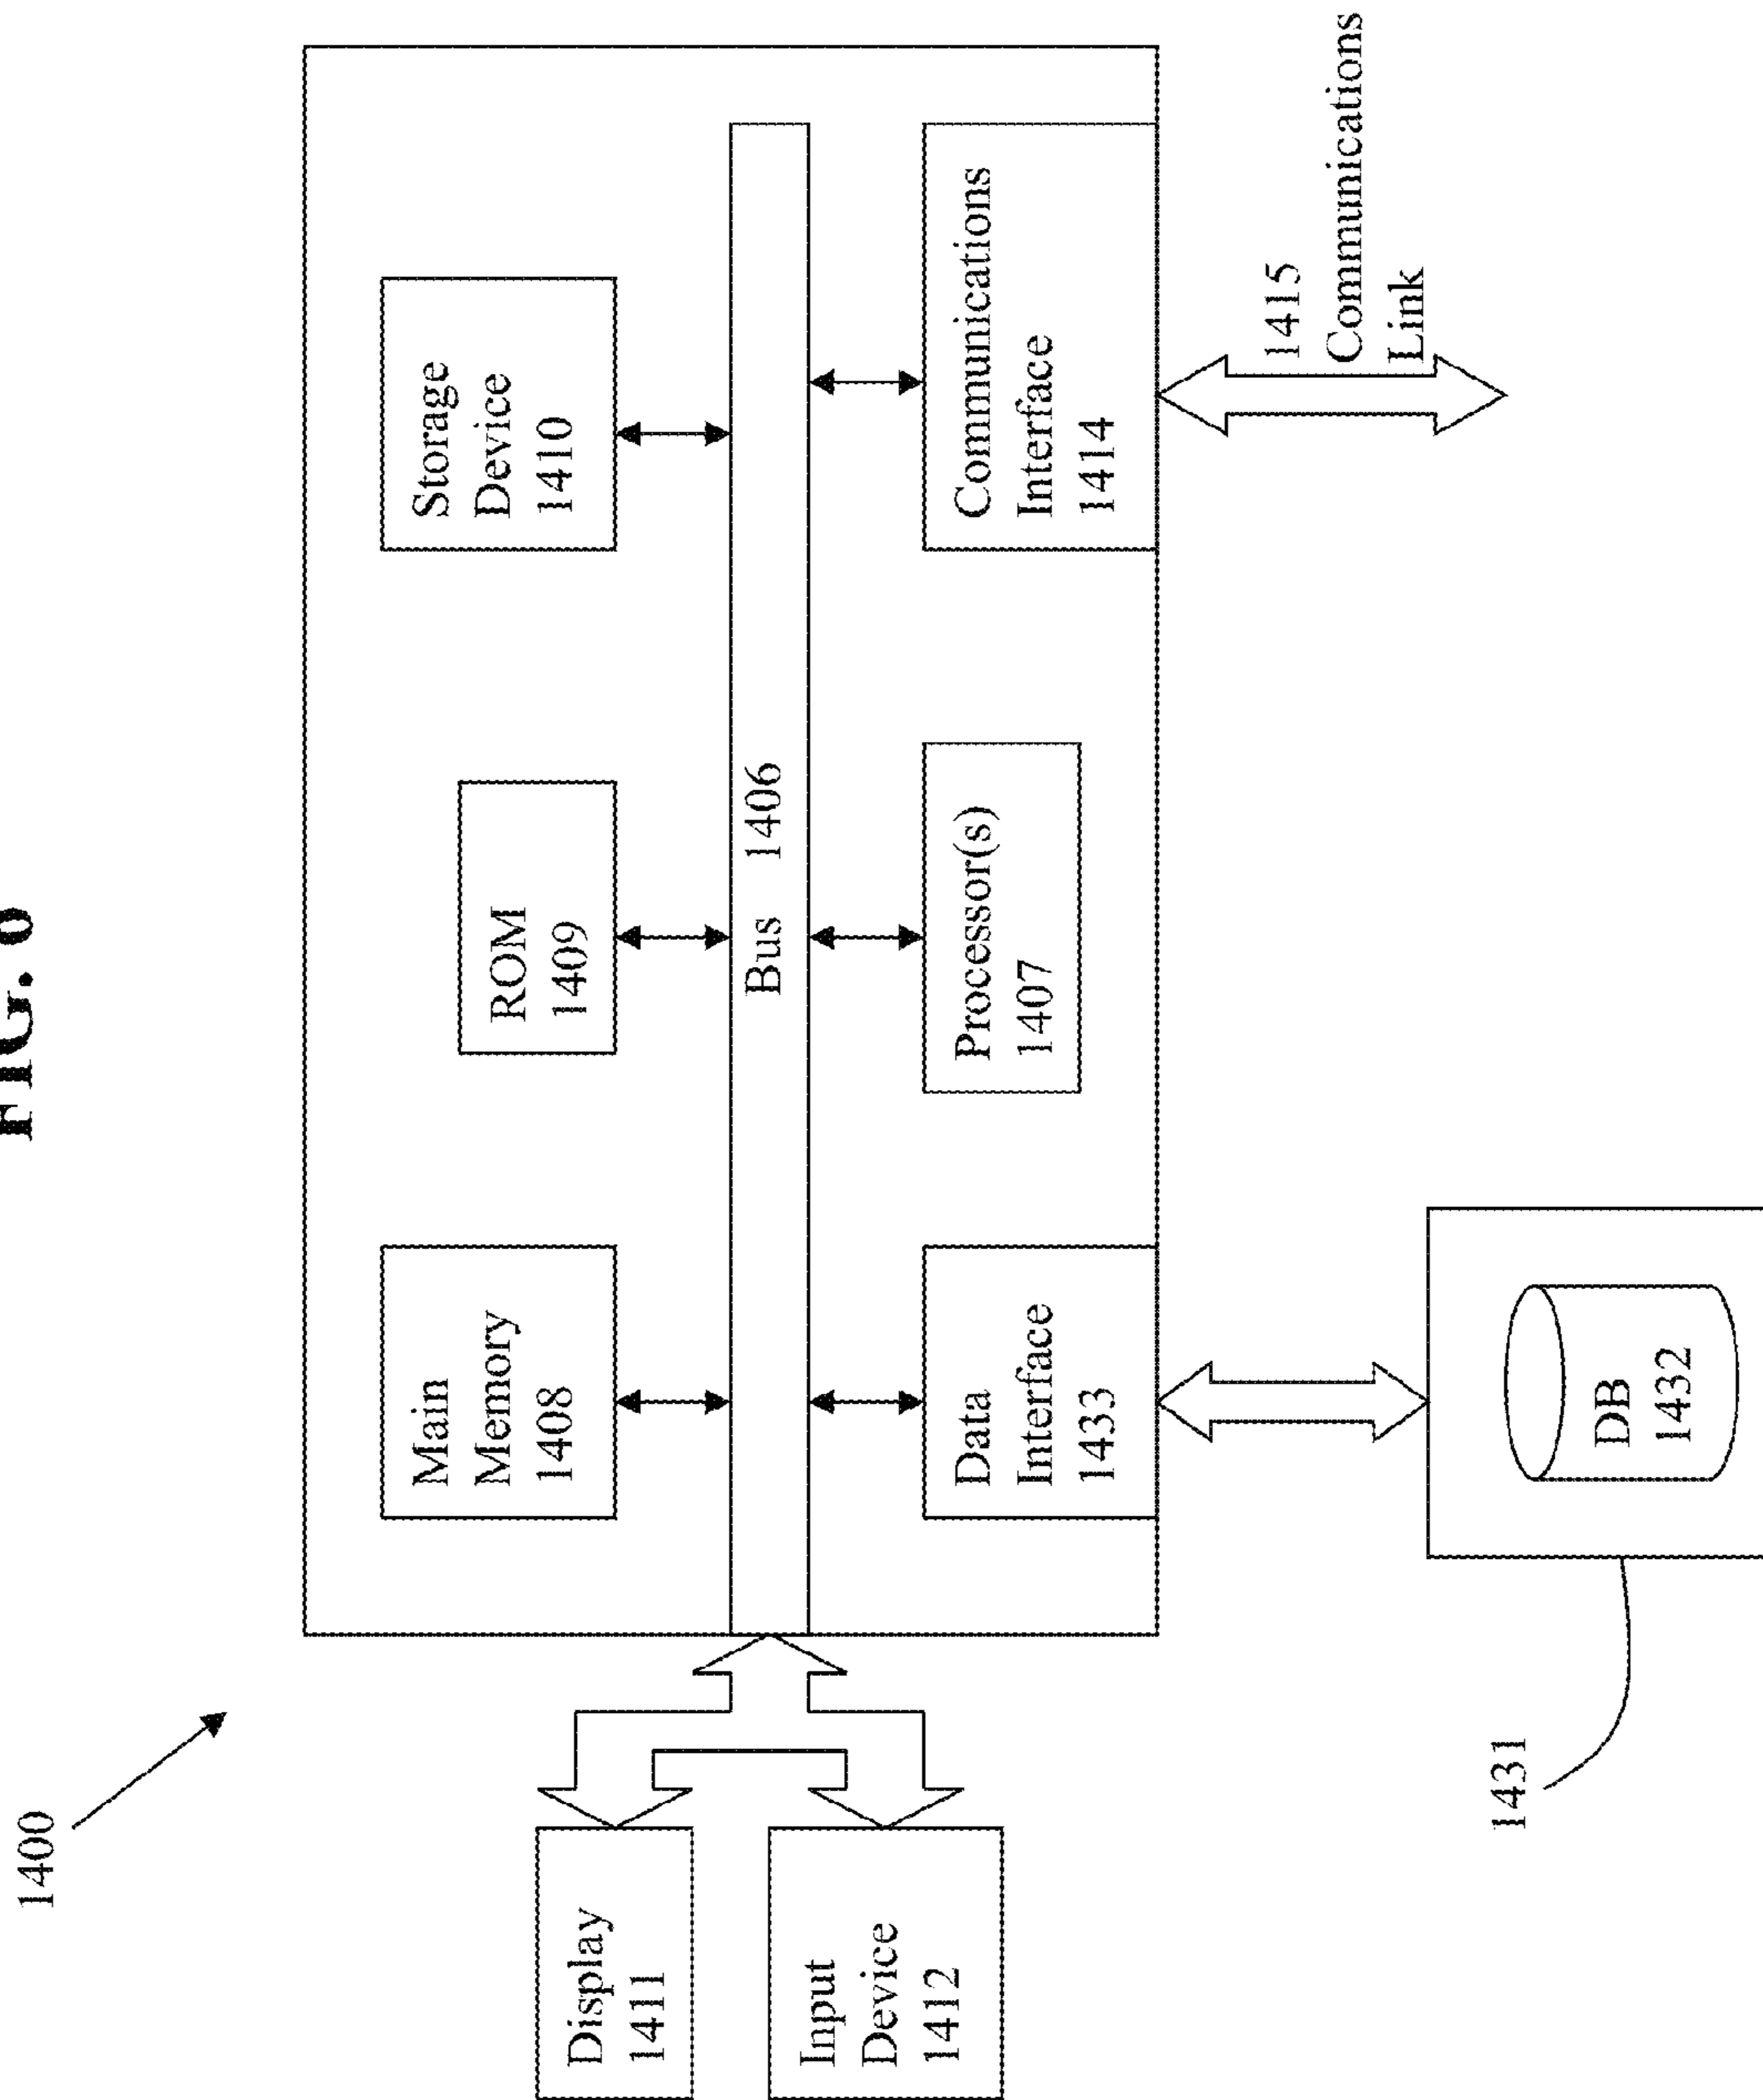 FIG.
1400
Main
Memory
1408
ROM
1409
Storage
Device
1410
Display
1411
Bus 1406
Input
Device
1412
Data
Interface
1433
Processor(s)
1407
Communications
Interface
1414
1415
Communications
Link
1431
DB
1432